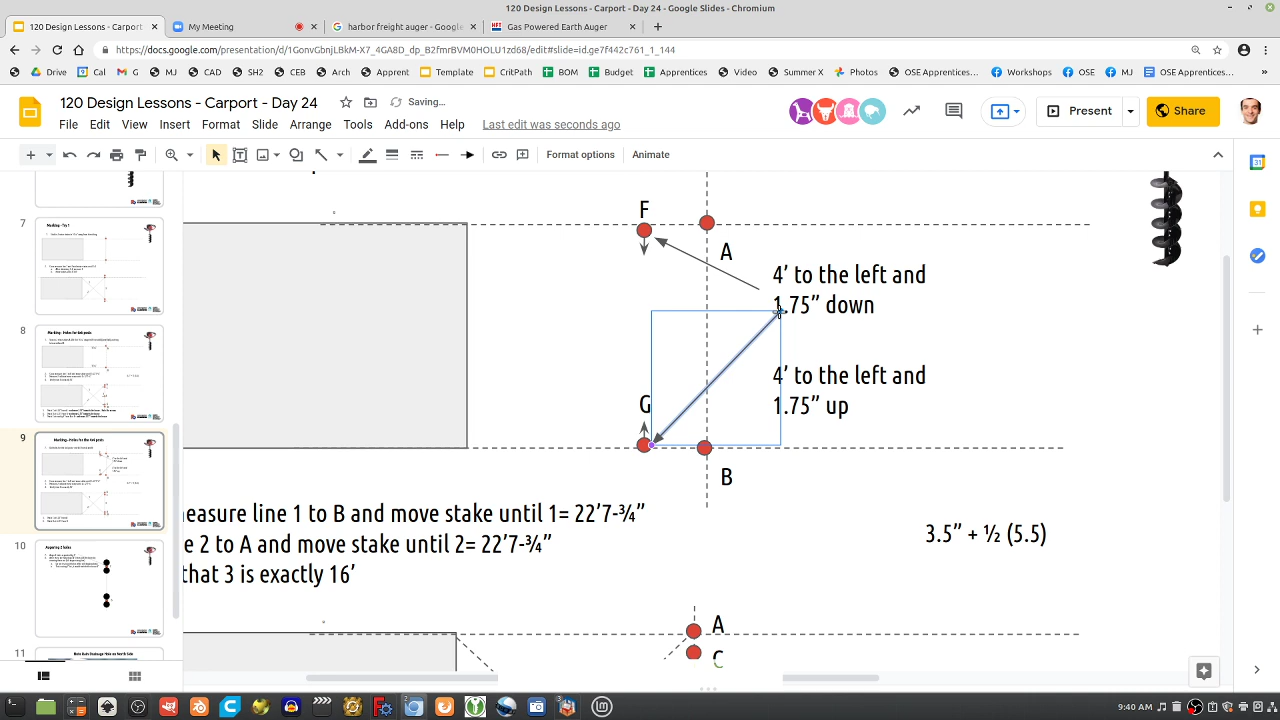 120 Design Lessons - Carport - Day 24 - Google Slides - Chromium
120 Design Lessons - Carport
My Meeting
harbor freight auger - Google
Gas Powered Earth Auger
https://docs.google.com/presentation/d/1GonvGbnjLBkM-X7_4GA8D_dp_B2fmrBVM0HOLU1zd68/edit#slide=id.ge7f442c761_1_144
Drive
Cal
G
MJ
CAD
SH2
CEB
Arch
Apprent
Template
CritPath
BOM
Budget
Apprentices
Video
Summer X
Photos
OSE Apprentices...
Workshops
OSE
MJ
OSE Apprentices...
120 Design Lessons - Carport - Day 24
Saving...
Present
Share
File Edit View Insert Format Slide Arrange Tools Add-ons Help Last edit was seconds ago
Format options
Animate
7
8
9
10
11
F
A
4' to the left and
1.75" down
4' to the left and
1.75" up
G
B
easure line 1 to B and move stake until 1= 22'7-¾"
e 2 to A and move stake until 2= 22'7-¾"
that 3 is exactly 16'
3.5" + ½ (5.5)
A
C
9:40 AM